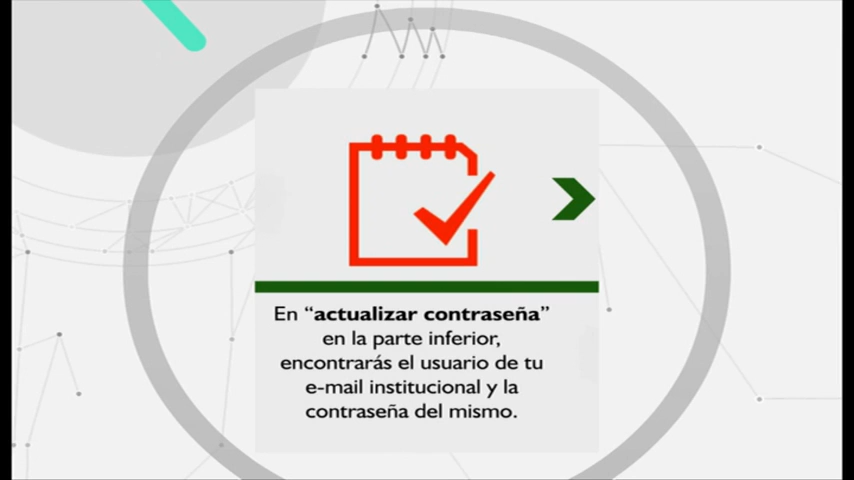 En “actualizar contraseña”
en la parte inferior,
encontrarás el usuario de tu
e-mail institucional y la
contraseña del mismo.